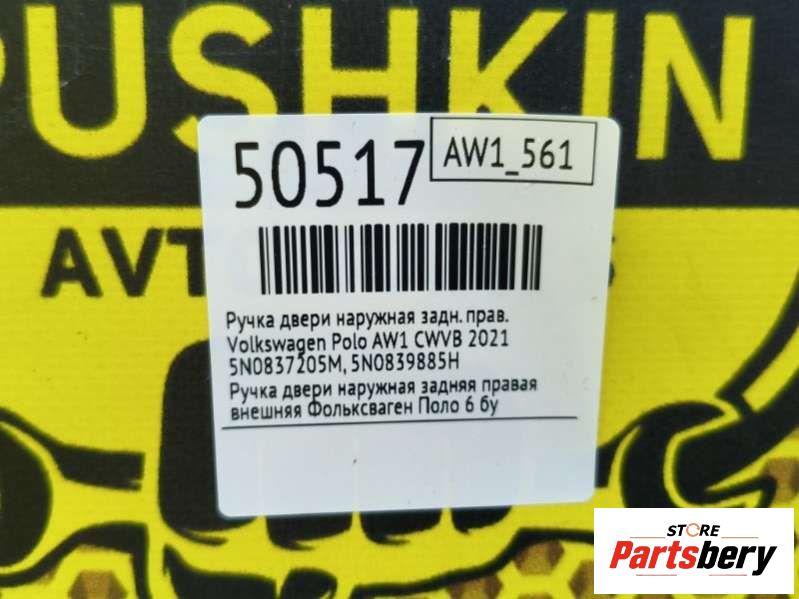 PUSHKIN
50517
AW1_561
Ручка двери наружная задн. прав.
Volkswagen Polo AW1 CWVB 2021
5N0837205M, 5N0839885H
Ручка двери наружная задняя правая
внешняя Фольксваген Поло 6 бу
STORE
Partsbery